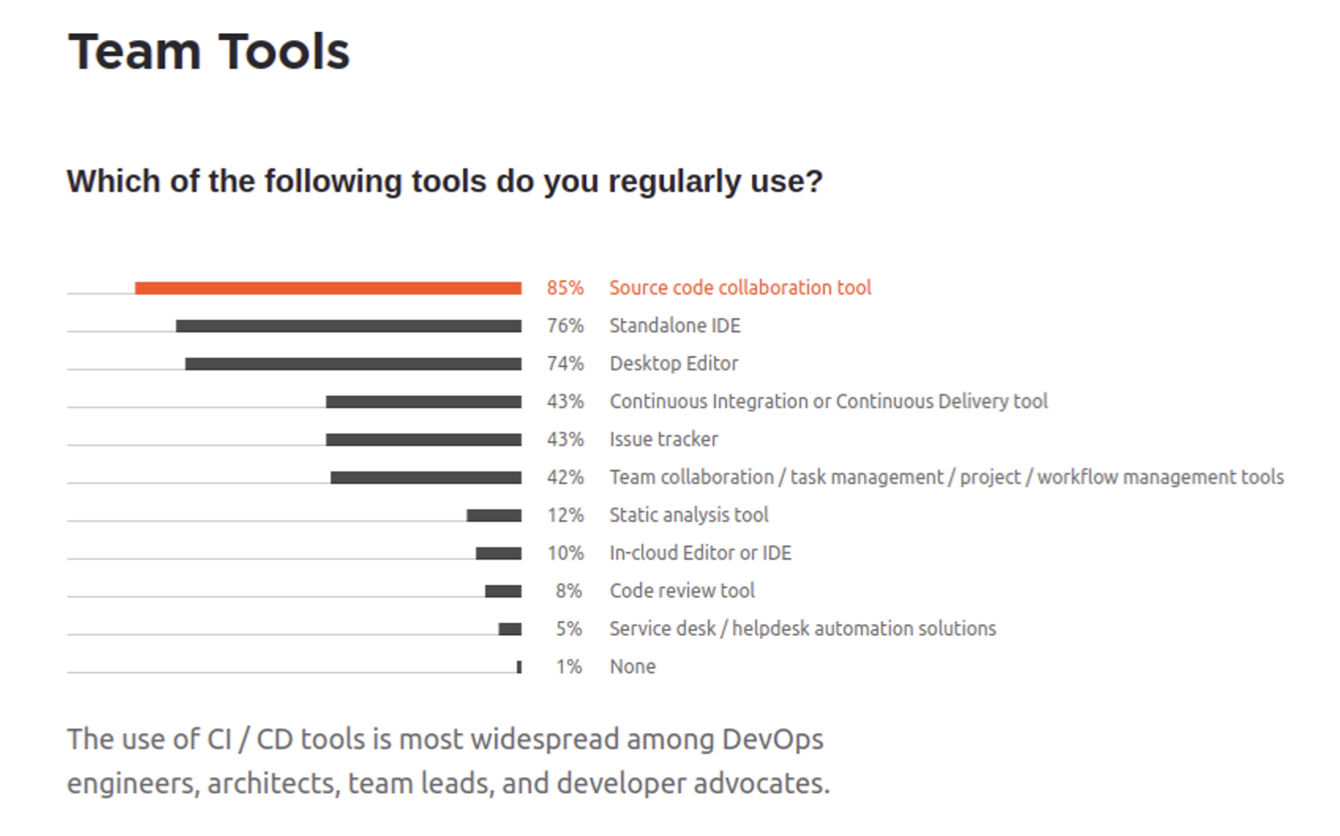 Team Tools
Which of the following tools do you regularly use?
85% Source code collaboration tool
76% Standalone IDE
74% Desktop Editor
43% Continuous Integration or Continuous Delivery tool
43% Issue tracker
42% Team collaboration / task management / project / workflow management tools
12% Static analysis tool
10% In-cloud Editor or IDE
8% Code review tool
5% Service desk / helpdesk automation solutions
1% None
The use of CI / CD tools is most widespread among DevOps
engineers, architects, team leads, and developer advocates.